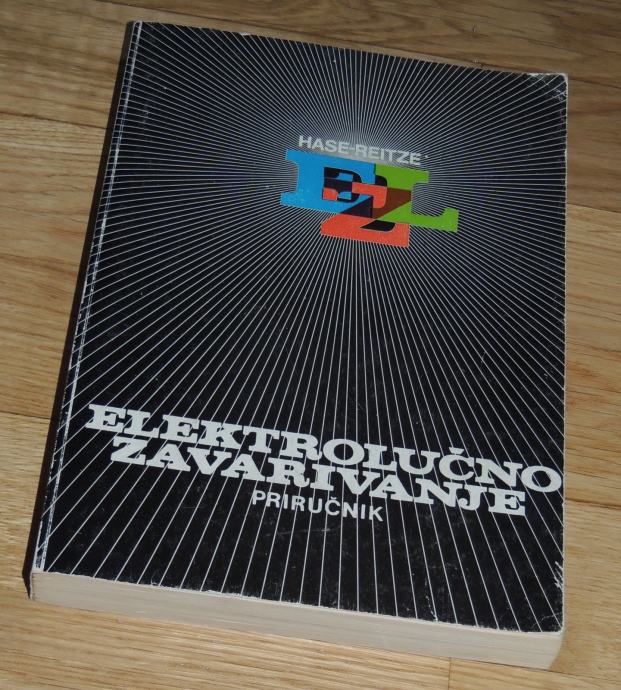 HASE-REITZE
EZL
ELEKTROLUČNO
ZAVARIVANJE
PRIRUČNIK